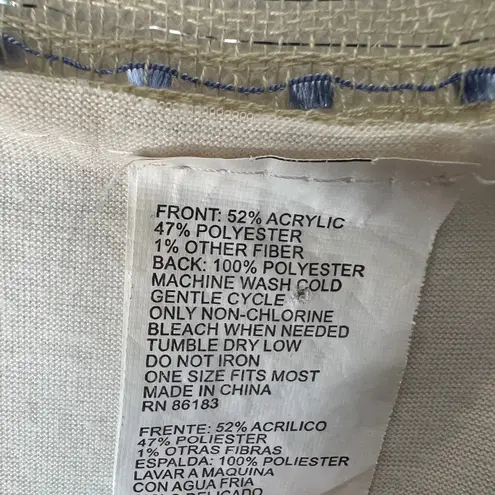 FRONT: 52% ACRYLIC
47% POLYESTER
1% OTHER FIBER
BACK: 100% POLYESTER
MACHINE WASH COLD
GENTLE CYCLE
ONLY NON-CHLORINE
BLEACH WHEN NEEDED
TUMBLE DRY LOW
DO NOT IRON
ONE SIZE FITS MOST
MADE IN CHINA
RN 86183
FRENTE: 52% ACRILICO
47% POLIESTER
1% OTRAS FIBRAS
ESPALDA: 100% POLIESTER
LAVAR A MAQUINA
CON AGUA FRIA
DELICADO